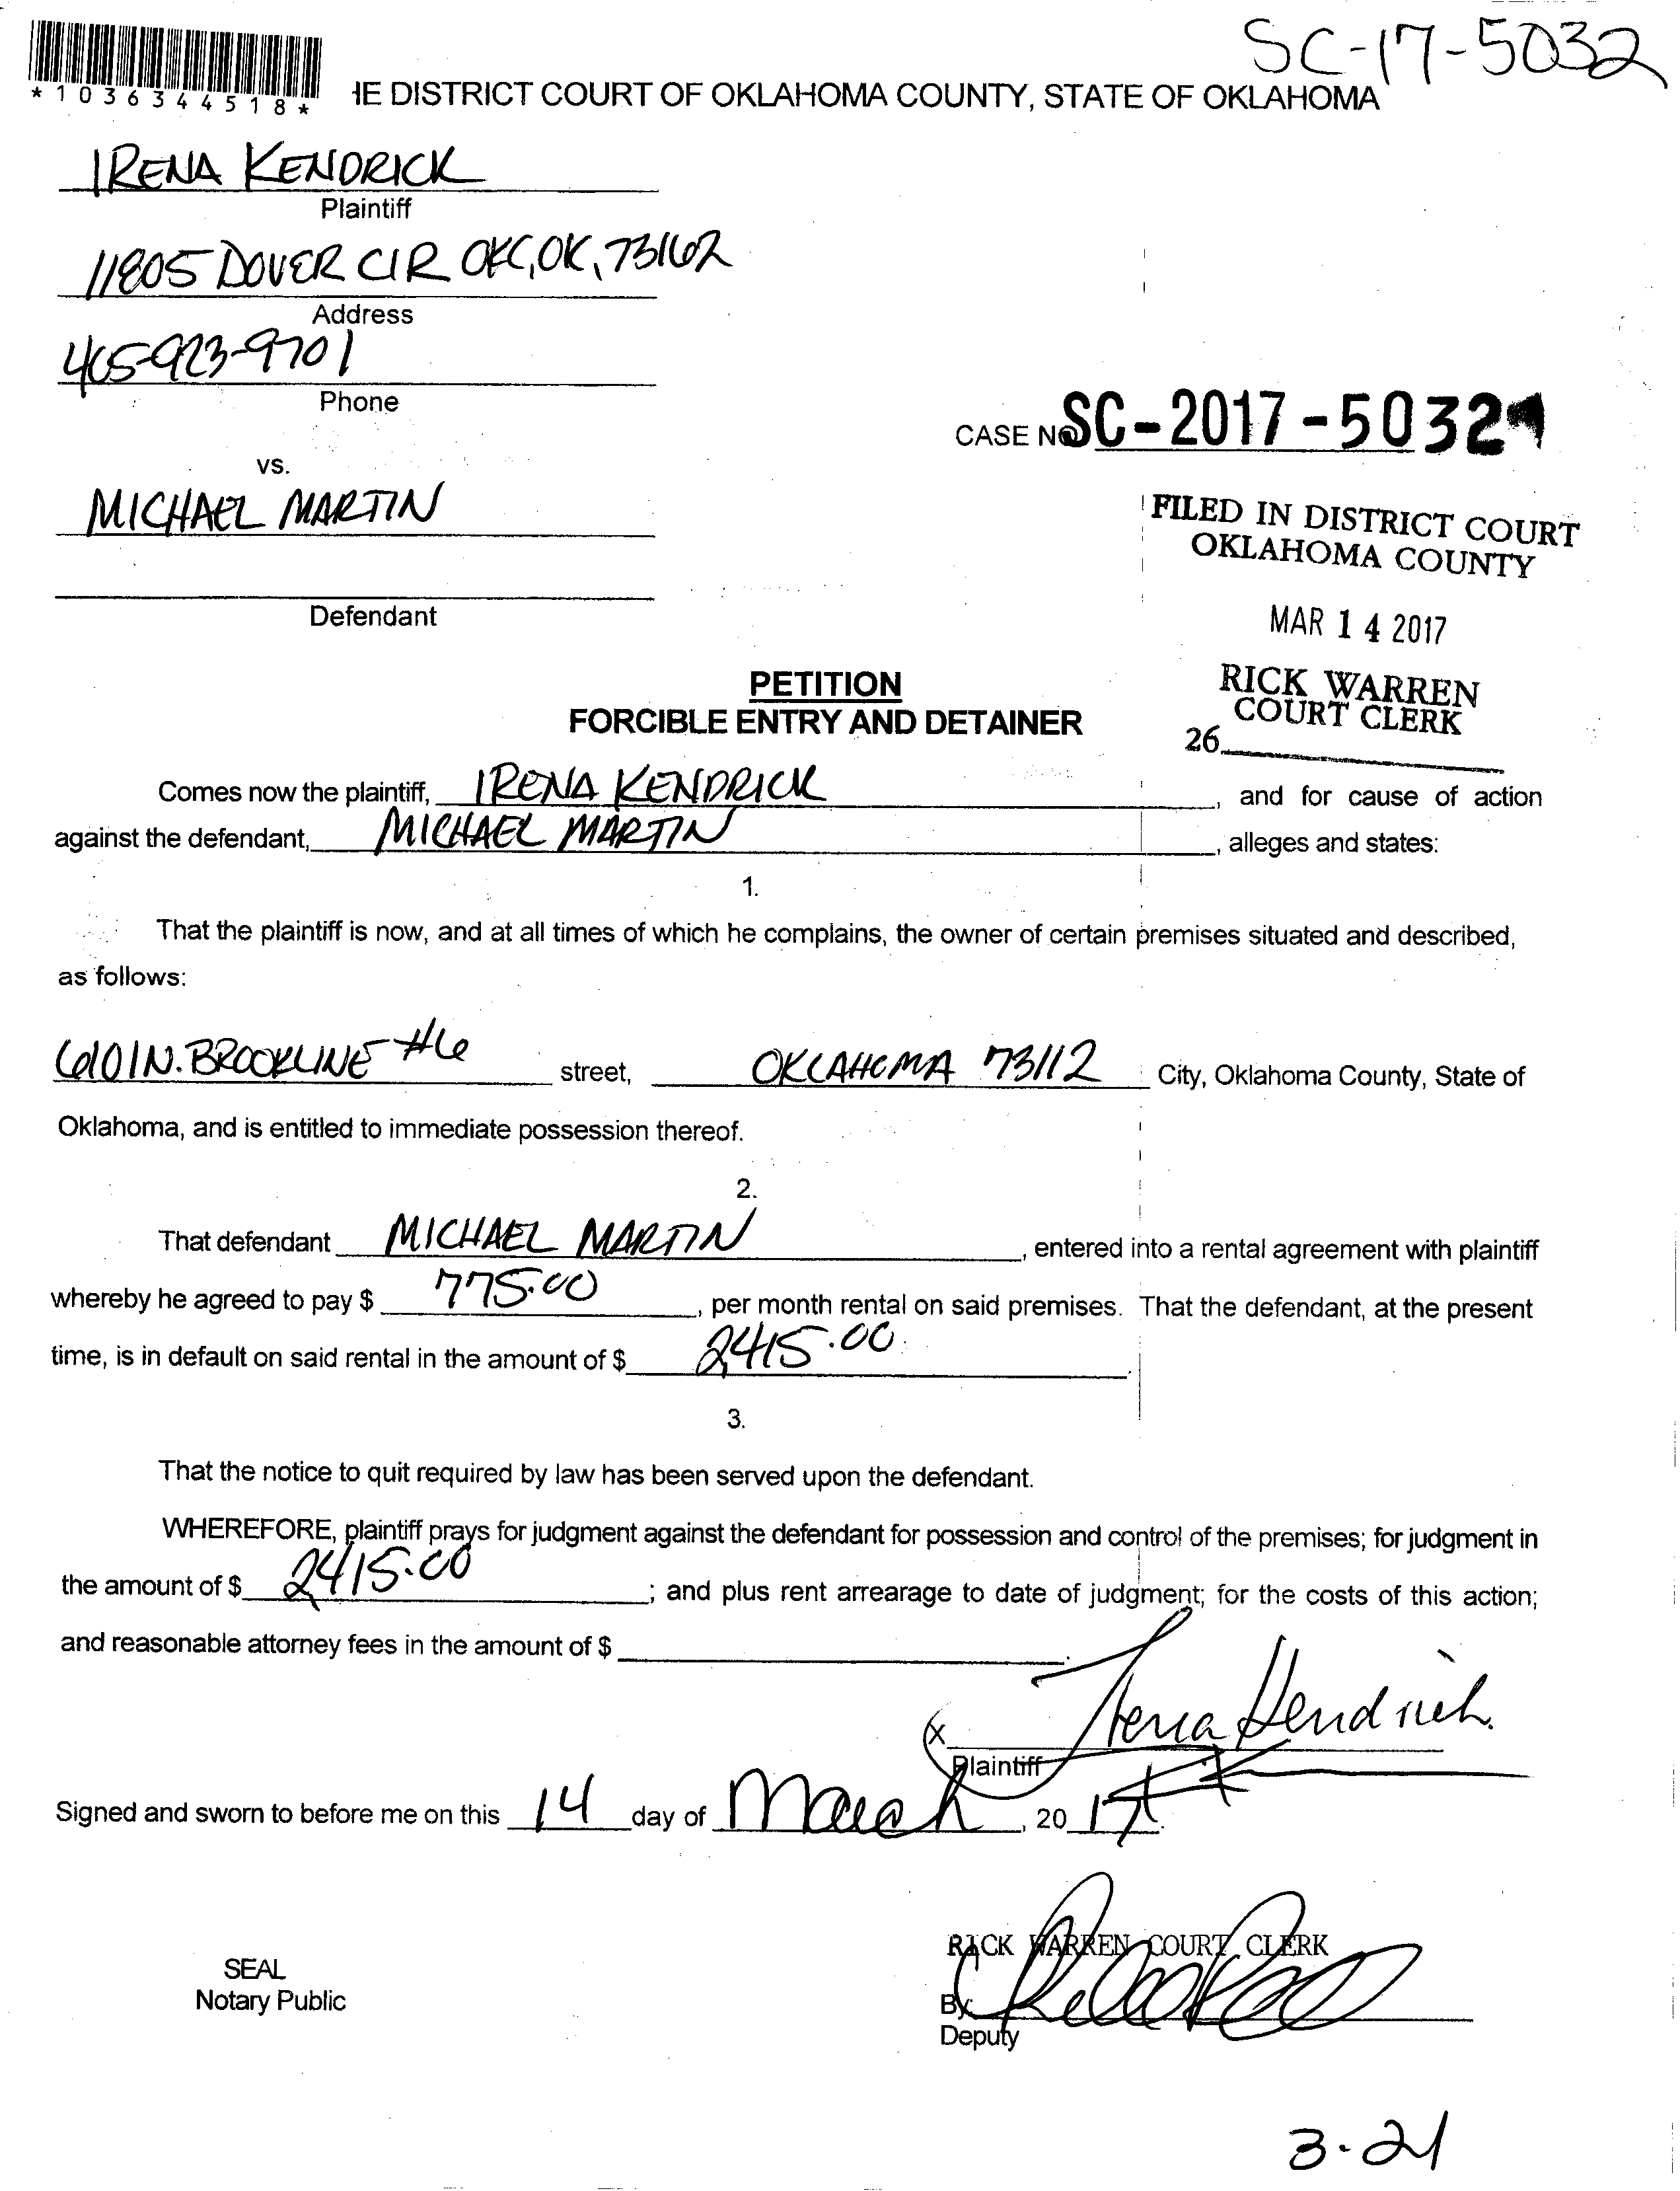 SC-17-5032
*1036344518*
HE DISTRICT COURT OF OKLAHOMA COUNTY, STATE OF OKLAHOMA
IRENA KENDRICK
Plaintiff
11805 DOVER CIR OKC, OK, 73162
Address
405-923-9701
Phone
CASE NO SC-2017-5032
vs.
MICHAEL MARTIN
FILED IN DISTRICT COURT
OKLAHOMA COUNTY
Defendant
MAR 14 2017
RICK WARREN
COURT CLERK
26
PETITION
FORCIBLE ENTRY AND DETAINER
Comes now the plaintiff, IRENA KENDRICK, and for cause of action
against the defendant, MICHAEL MARTIN, alleges and states:
1.
That the plaintiff is now, and at all times of which he complains, the owner of certain premises situated and described,
as follows:
6101 N. BROOKLINE #6 street, OKLAHOMA 73112 City, Oklahoma County, State of
Oklahoma, and is entitled to immediate possession thereof.
2.
That defendant MICHAEL MARTIN, entered into a rental agreement with plaintiff
whereby he agreed to pay $ 775.00, per month rental on said premises. That the defendant, at the present
time, is in default on said rental in the amount of $ 2415.00.
3.
That the notice to quit required by law has been served upon the defendant.
WHEREFORE, plaintiff prays for judgment against the defendant for possession and control of the premises; for judgment in
the amount of $ 2415.00; and plus rent arrearage to date of judgment; for the costs of this action;
and reasonable attorney fees in the amount of $ .
X Irena Kendrick
Plaintiff
Signed and sworn to before me on this 14 day of March, 2017.
RICK WARREN COURT CLERK
SEAL
Notary Public
By:
Deputy
3-21